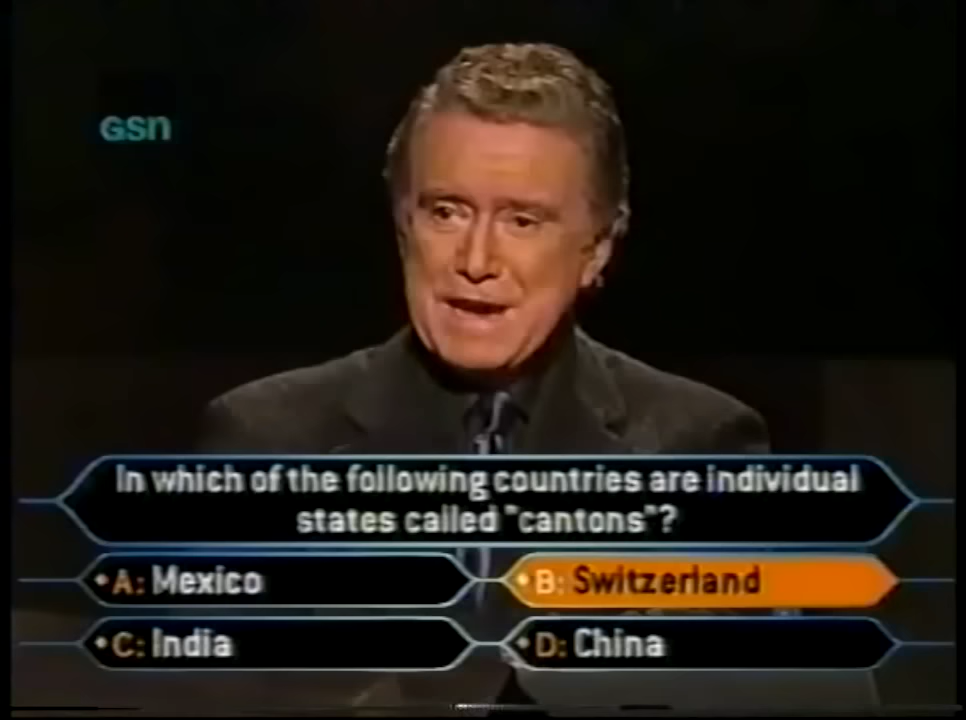 GSN
In which of the following countries are individual
states called "cantons"?
A: Mexico
B: Switzerland
C: India
D: China